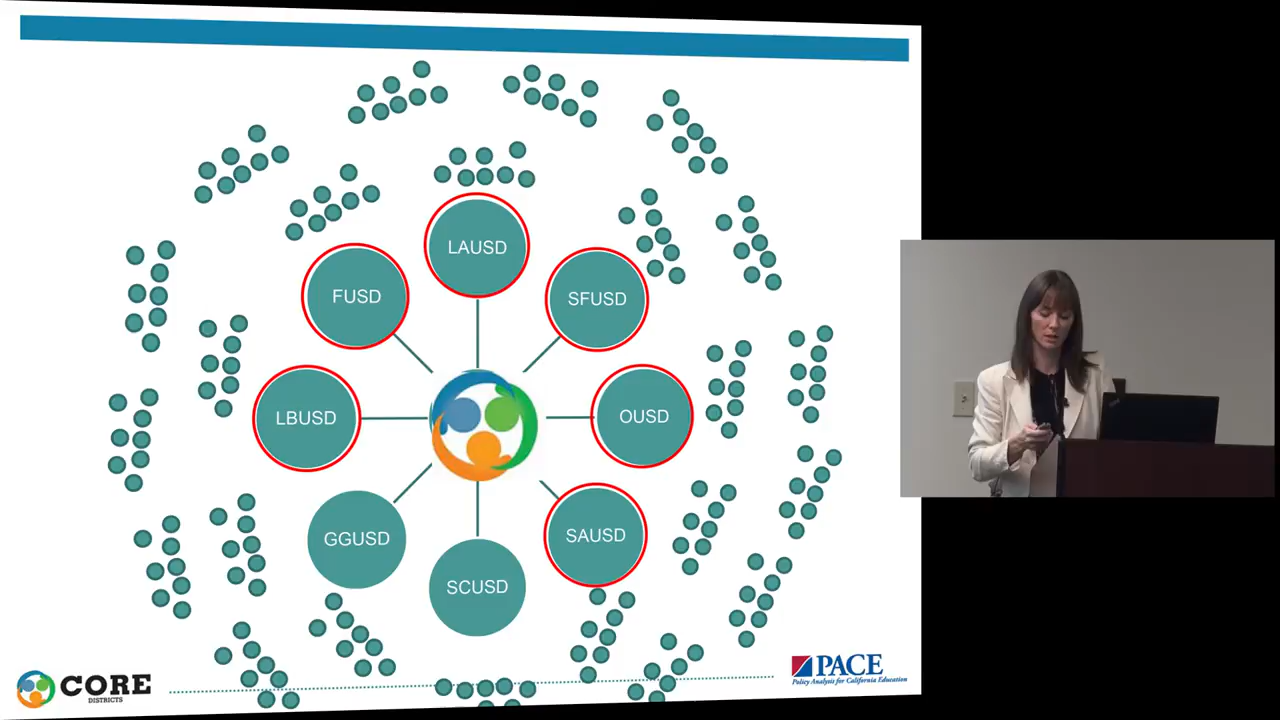 LAUSD
FUSD
SFUSD
LBUSD
OUSD
GGUSD
SAUSD
SCUSD
CORE
DISTRICTS
PACE
Policy Analysis for California Education